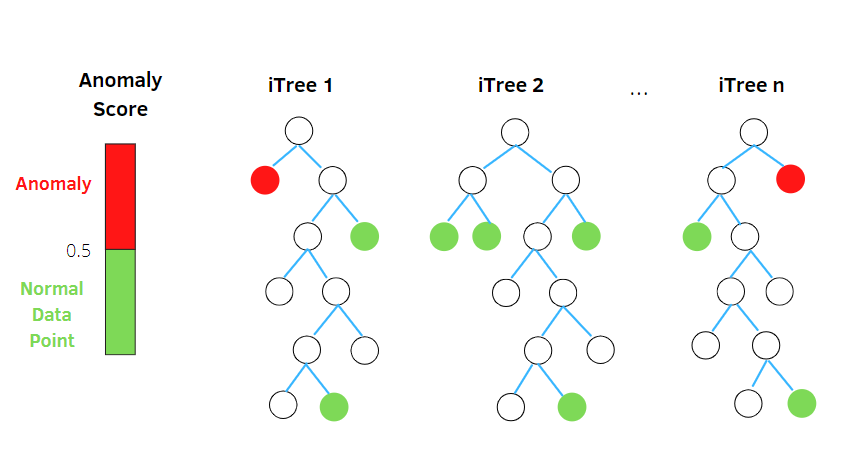 Anomaly
Score
iTree 1
iTree 2
...
iTree n
Anomaly
0.5
Normal
Data
Point